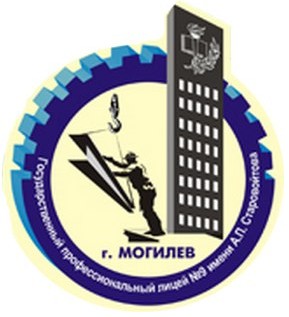 г. МОГИЛЕВ
Государственный профессиональный лицей №9 имени А.П. Старовойтова